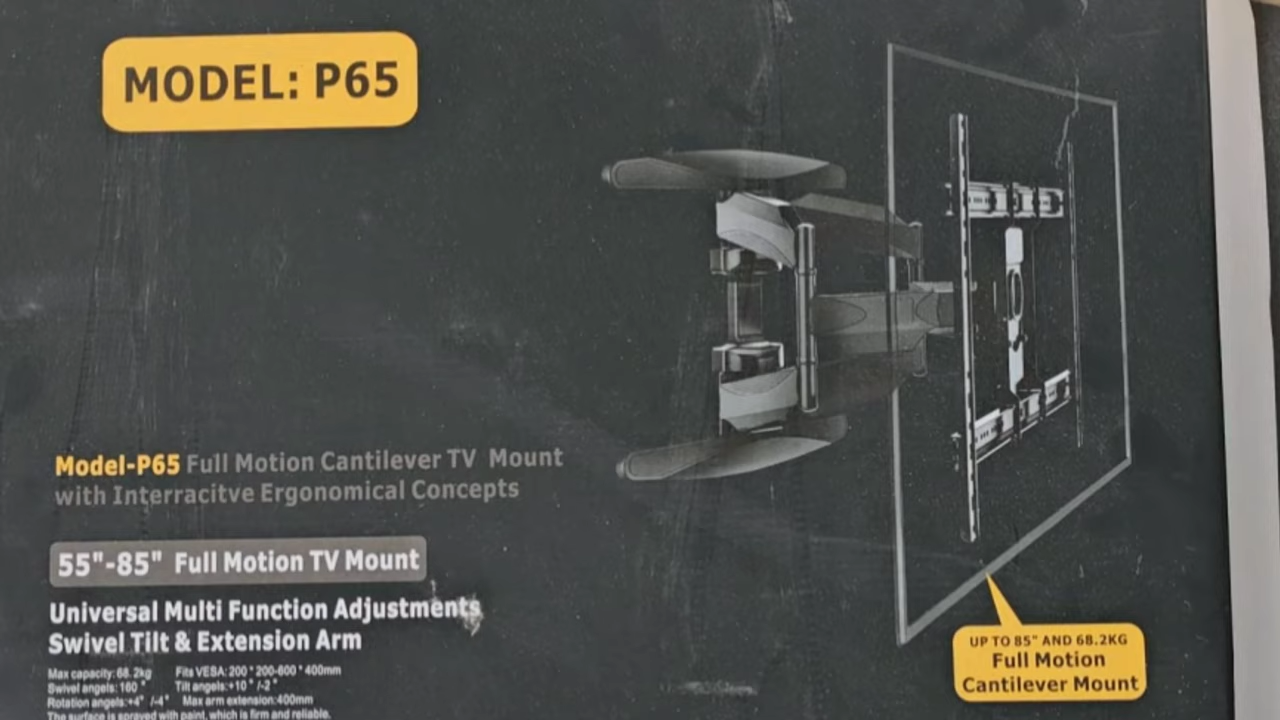 MODEL: P65
Model-P65 Full Motion Cantilever TV Mount
with Interracitve Ergonomical Concepts
55"-85" Full Motion TV Mount
Universal Multi Function Adjustments
Swivel Tilt & Extension Arm
Max capacity: 68.2kg Fits VESA: 200*200-600*400mm
Swivel angels: 160° Tilt angels:+10° /-2°
Rotation angels:+4° /-4° Max arm extension:400mm
The surface is sprayed with paint, which is firm and reliable.
UP TO 85" AND 68.2KG
Full Motion
Cantilever Mount